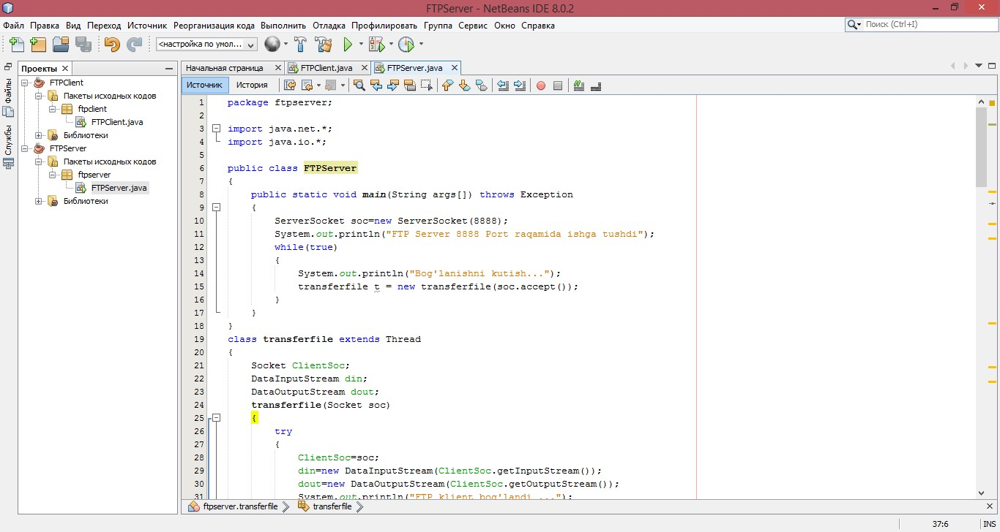 FTPServer - NetBeans IDE 8.0.2
Файл Правка Вид Переход Источник Реорганизация кода Выполнить Отладка Профилировать Группа Сервис Окно Справка
Поиск (Ctrl+I)
<настройка по умол...
Проекты
Файлы
Службы
FTPClient
Пакеты исходных кодов
ftpclient
FTPClient.java
Библиотеки
FTPServer
Пакеты исходных кодов
ftpserver
FTPServer.java
Библиотеки
Начальная страница FTPClient.java FTPServer.java
Источник История
1 package ftpserver;
2
3 import java.net.*;
4 import java.io.*;
5
6 public class FTPServer
7 {
8 public static void main(String args[]) throws Exception
9 {
10 ServerSocket soc=new ServerSocket(8888);
11 System.out.println("FTP Server 8888 Port raqamida ishga tushdi");
12 while(true)
13 {
14 System.out.println("Bog'lanishni kutish...");
15 transferfile t = new transferfile(soc.accept());
16 }
17 }
18 }
19 class transferfile extends Thread
20 {
21 Socket ClientSoc;
22 DataInputStream din;
23 DataOutputStream dout;
24 transferfile(Socket soc)
25 {
26 try
27 {
28 ClientSoc=soc;
29 din=new DataInputStream(ClientSoc.getInputStream());
30 dout=new DataOutputStream(ClientSoc.getOutputStream());
31 System.out.println("FTP klient bog'landi ...");
ftpserver.transferfile transferfile
37:6 INS